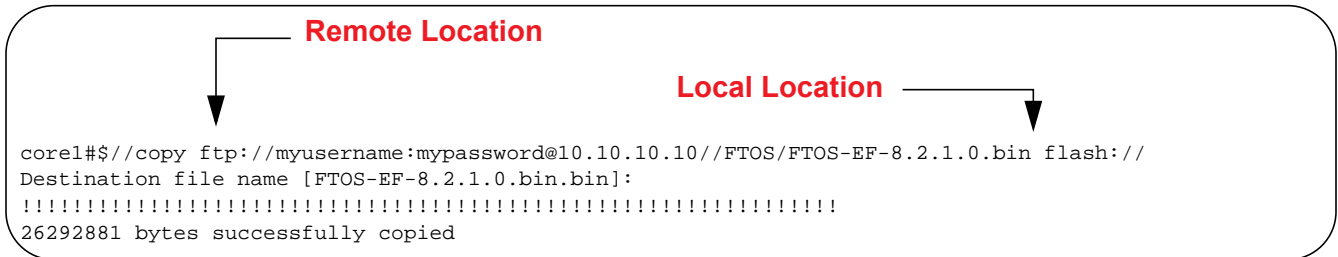 Remote Location
Local Location
core1#$//copy ftp://myusername:mypassword@10.10.10.10//FTOS/FTOS-EF-8.2.1.0.bin flash://
Destination file name [FTOS-EF-8.2.1.0.bin.bin]:
!!!!!!!!!!!!!!!!!!!!!!!!!!!!!!!!!!!!!!!!!!!!!!!!!!!!!!!!!!!!!!!!
26292881 bytes successfully copied